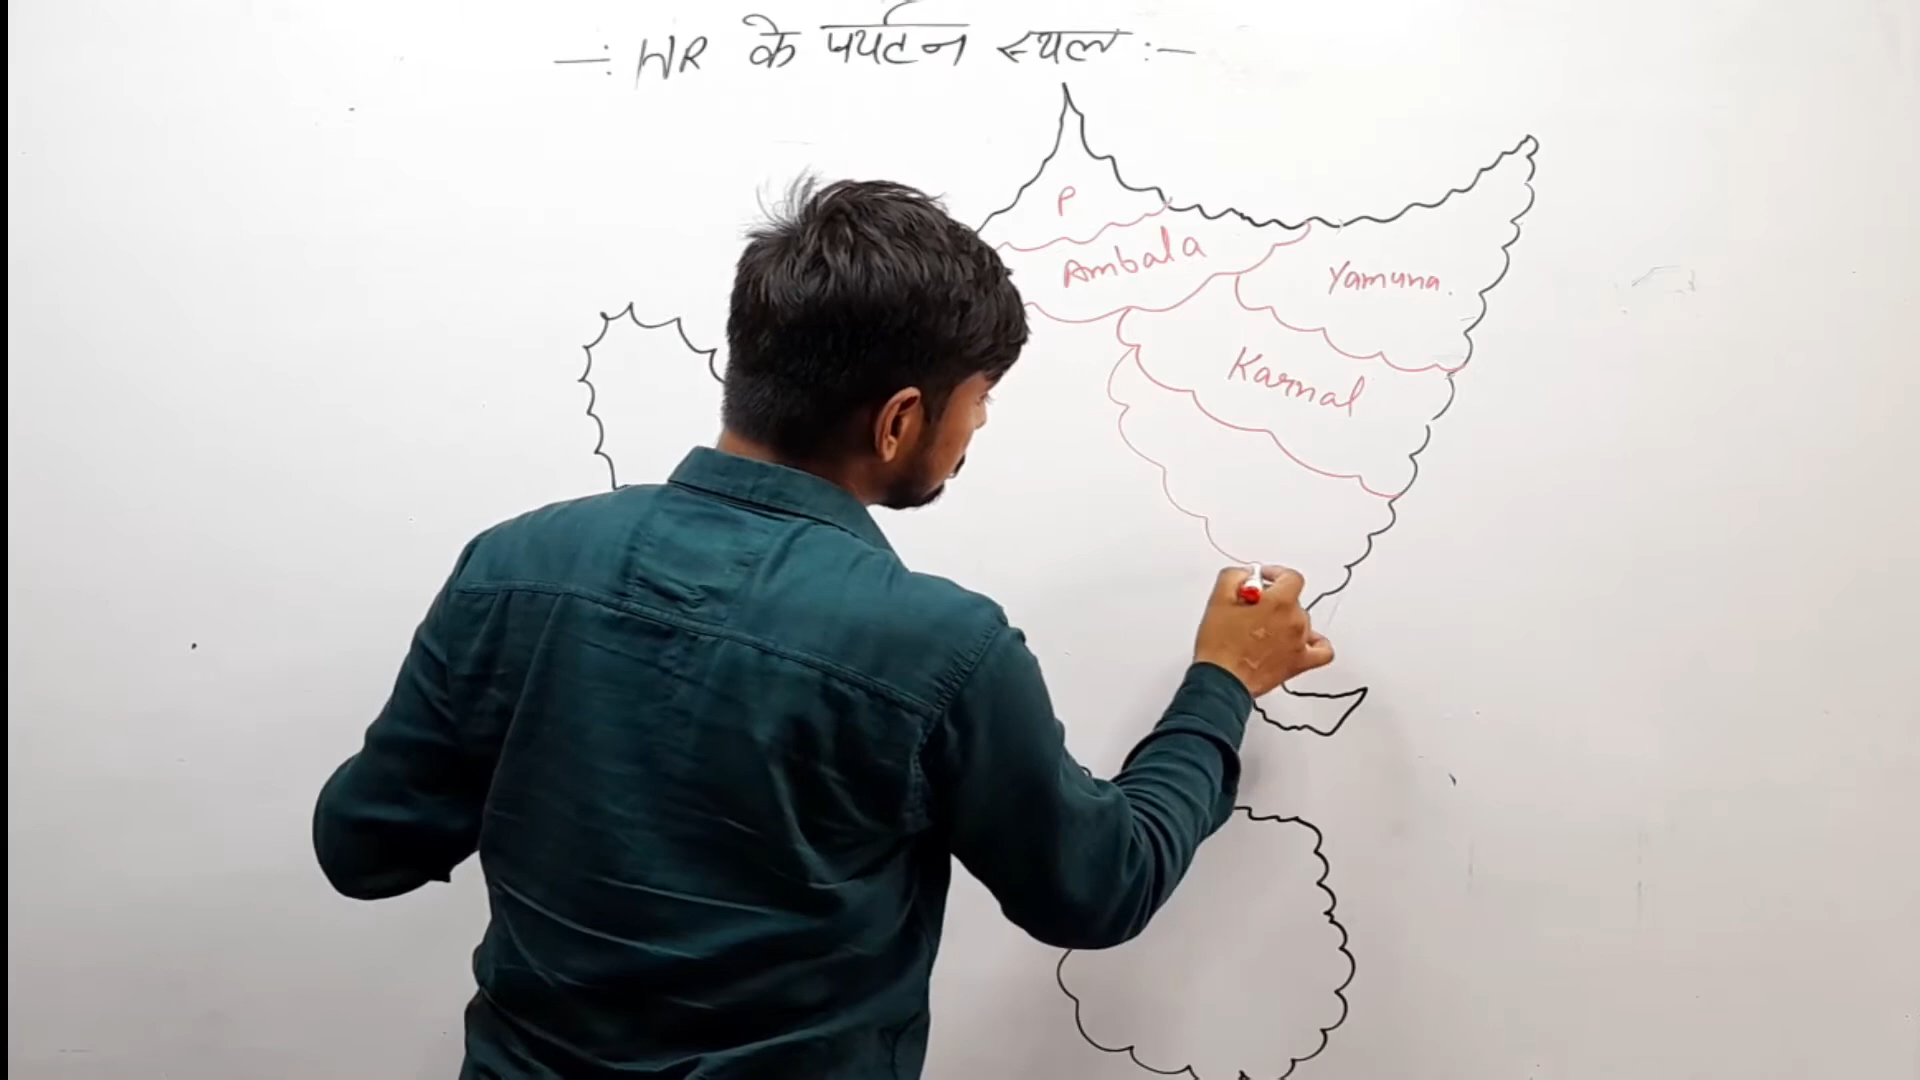 —: HR के पर्यटन स्थल :—
P
Ambala
Yamuna.
Karnal